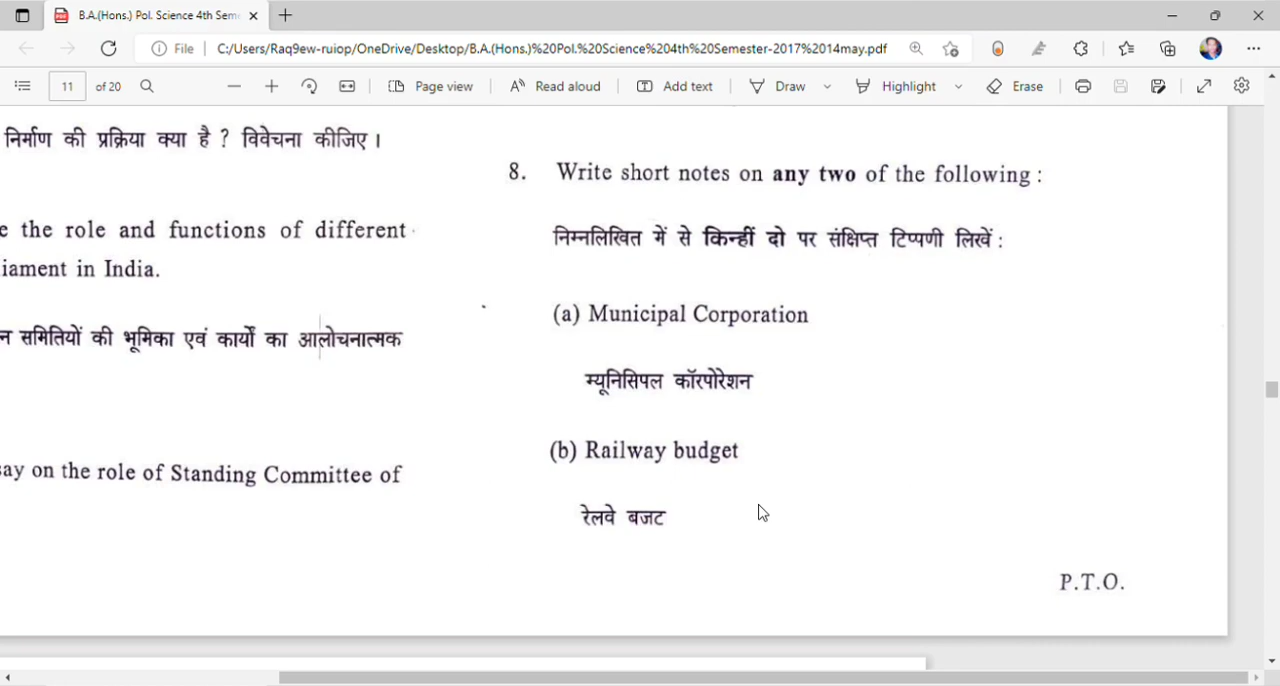 B.A.(Hons.) Pol. Science 4th Sem
File C:/Users/Raq9ew-ruiop/OneDrive/Desktop/B.A.(Hons.)%20Pol.%20Science%204th%20Semester-2017%2014may.pdf
11 of 20 Page view Read aloud Add text Draw Highlight Erase
निर्माण की प्रक्रिया क्या है ? विवेचना कीजिए ।
e the role and functions of different
iament in India.
न समितियों की भूमिका एवं कार्यों का आलोचनात्मक
say on the role of Standing Committee of
8. Write short notes on any two of the following :
निम्नलिखित में से किन्हीं दो पर संक्षिप्त टिप्पणी लिखें :
(a) Municipal Corporation
म्यूनिसिपल कॉरपोरेशन
(b) Railway budget
रेलवे बजट
P.T.O.